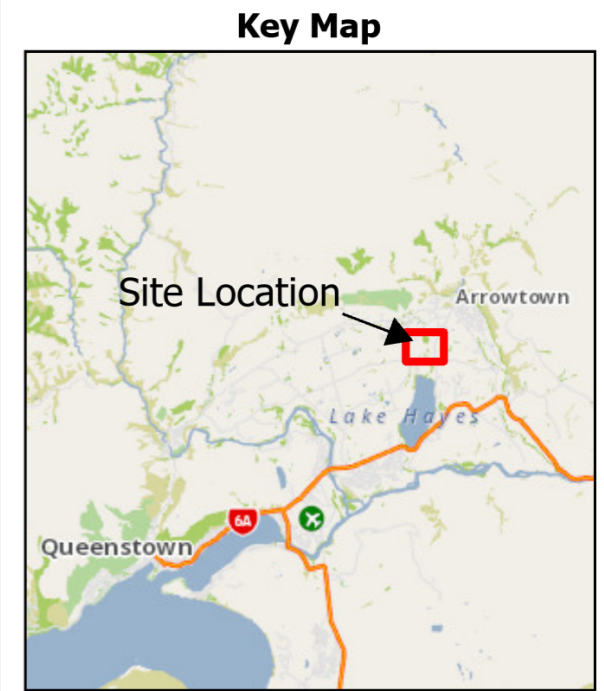 Key Map
Site Location
Arrowtown
Lake Hayes
6A
Queenstown